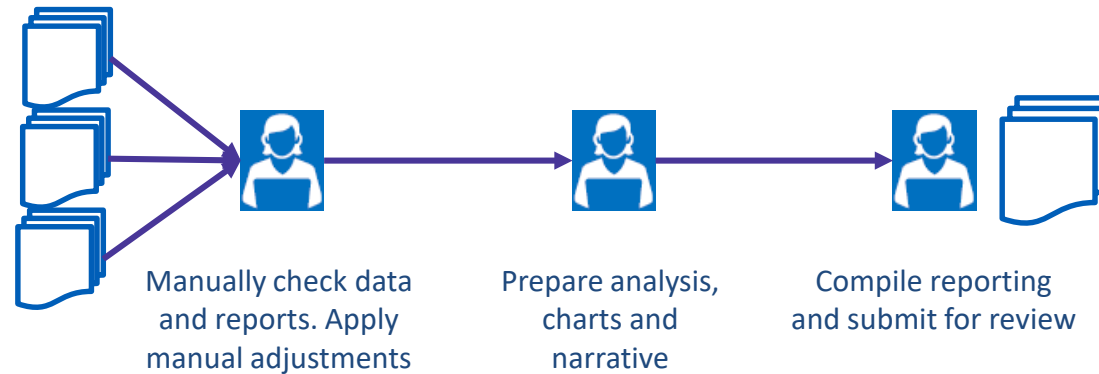 Manually check data
and reports. Apply
manual adjustments
Prepare analysis,
charts and
narrative
Compile reporting
and submit for review